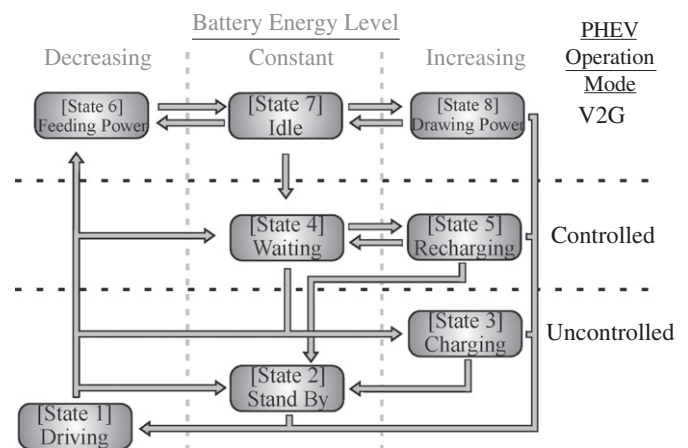 Battery Energy Level
PHEV
Operation
Mode
Decreasing
Constant
Increasing
[State 6]
Feeding Power
[State 7]
Idle
[State 8]
Drawing Power
V2G
[State 4]
Waiting
[State 5]
Recharging
Controlled
[State 3]
Charging
Uncontrolled
[State 2]
Stand By
[State 1]
Driving